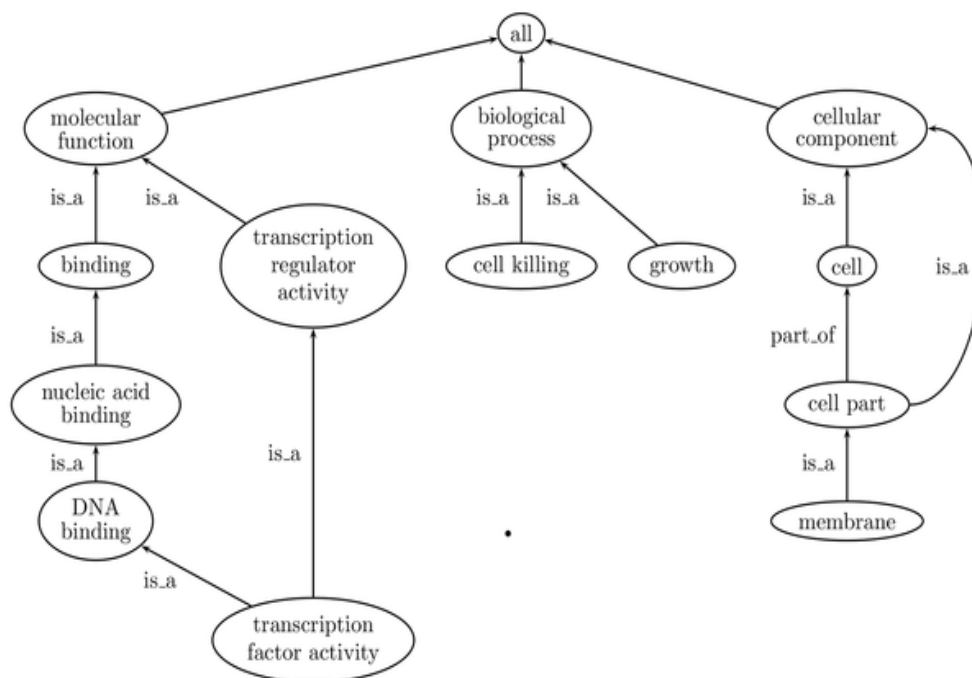 all
molecular
function
biological
process
cellular
component
is_a
is_a
is_a
is_a
is_a
transcription
regulator
activity
binding
cell killing
growth
cell
is_a
is_a
part_of
nucleic acid
binding
cell part
is_a
is_a
is_a
DNA
binding
membrane
is_a
transcription
factor activity